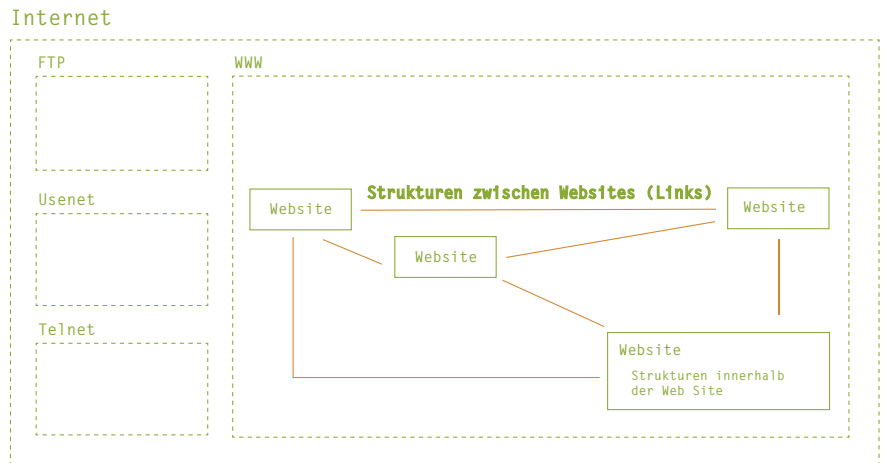 Internet
FTP
WWW
Usenet
Telnet
Strukturen zwischen Websites (Links)
Website
Website
Website
Website
Strukturen innerhalb
der Web Site